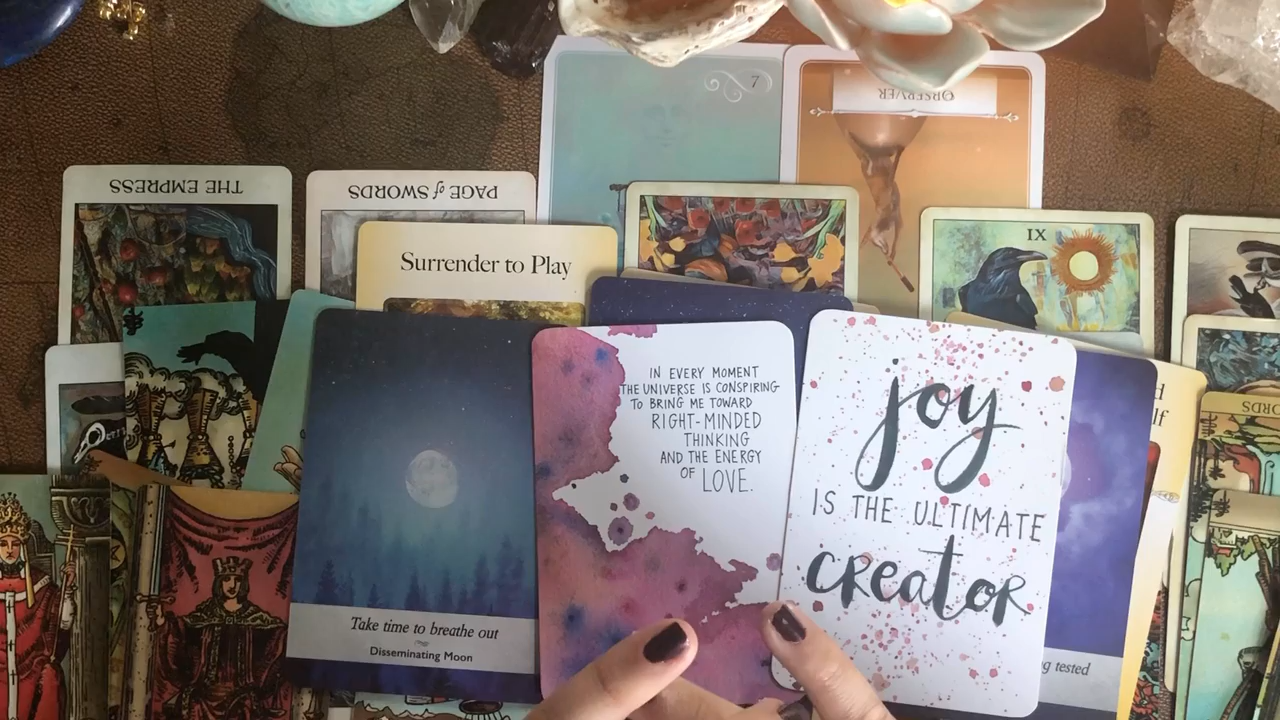 7
OBSERVER
THE EMPRESS
PAGE of SWORDS
Surrender to Play
IX
IN EVERY MOMENT
THE UNIVERSE IS CONSPIRING
TO BRING ME TOWARD
RIGHT-MINDED
THINKING
AND THE ENERGY
OF LOVE.
joy
IS THE ULTIMATE
creator
Take time to breathe out
Disseminating Moon
tested